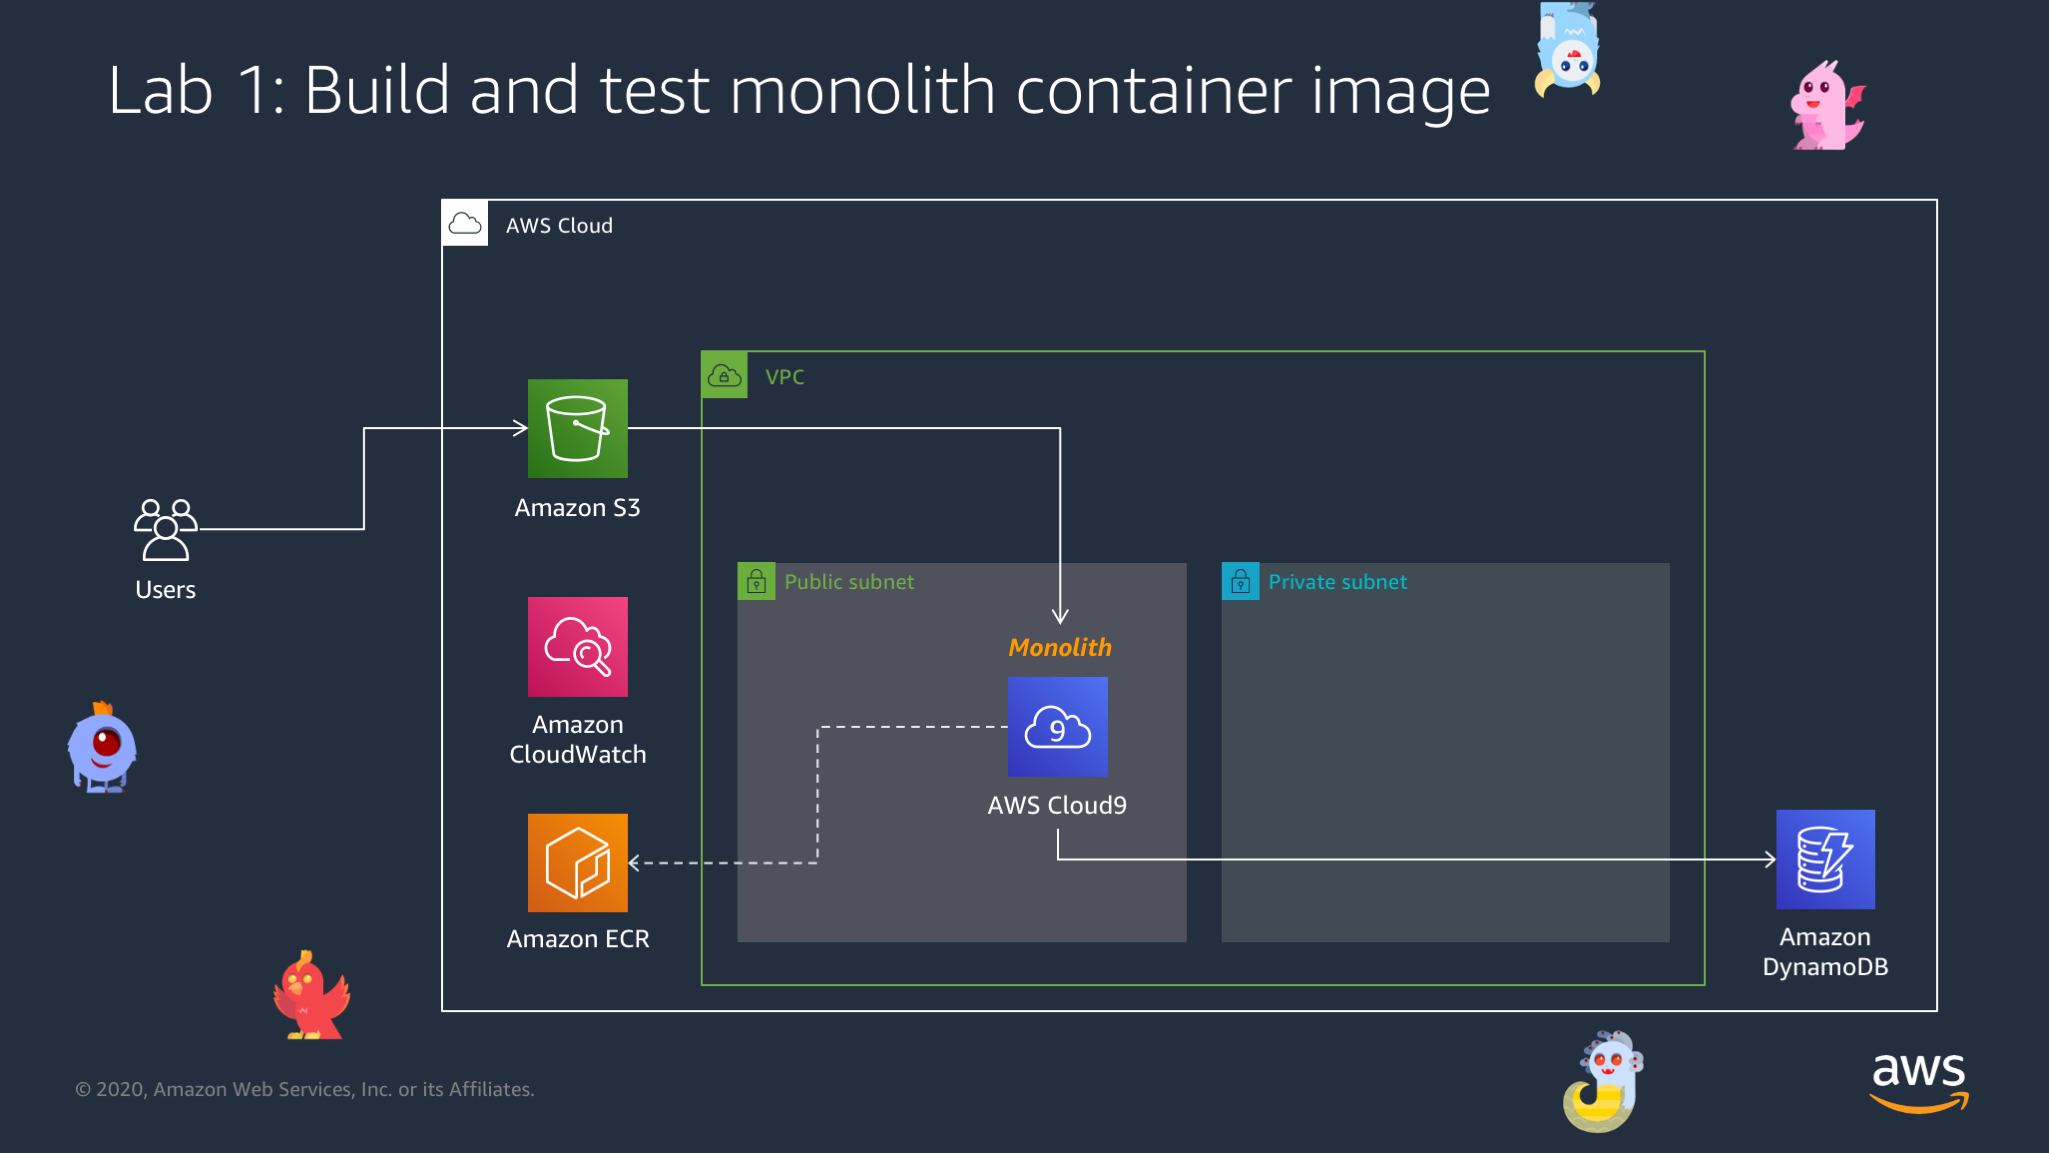 Lab 1: Build and test monolith container image
AWS Cloud
VPC
Amazon S3
Users
Public subnet
Private subnet
Monolith
Amazon
CloudWatch
9
AWS Cloud9
Amazon ECR
Amazon
DynamoDB
© 2020, Amazon Web Services, Inc. or its Affiliates.
aws